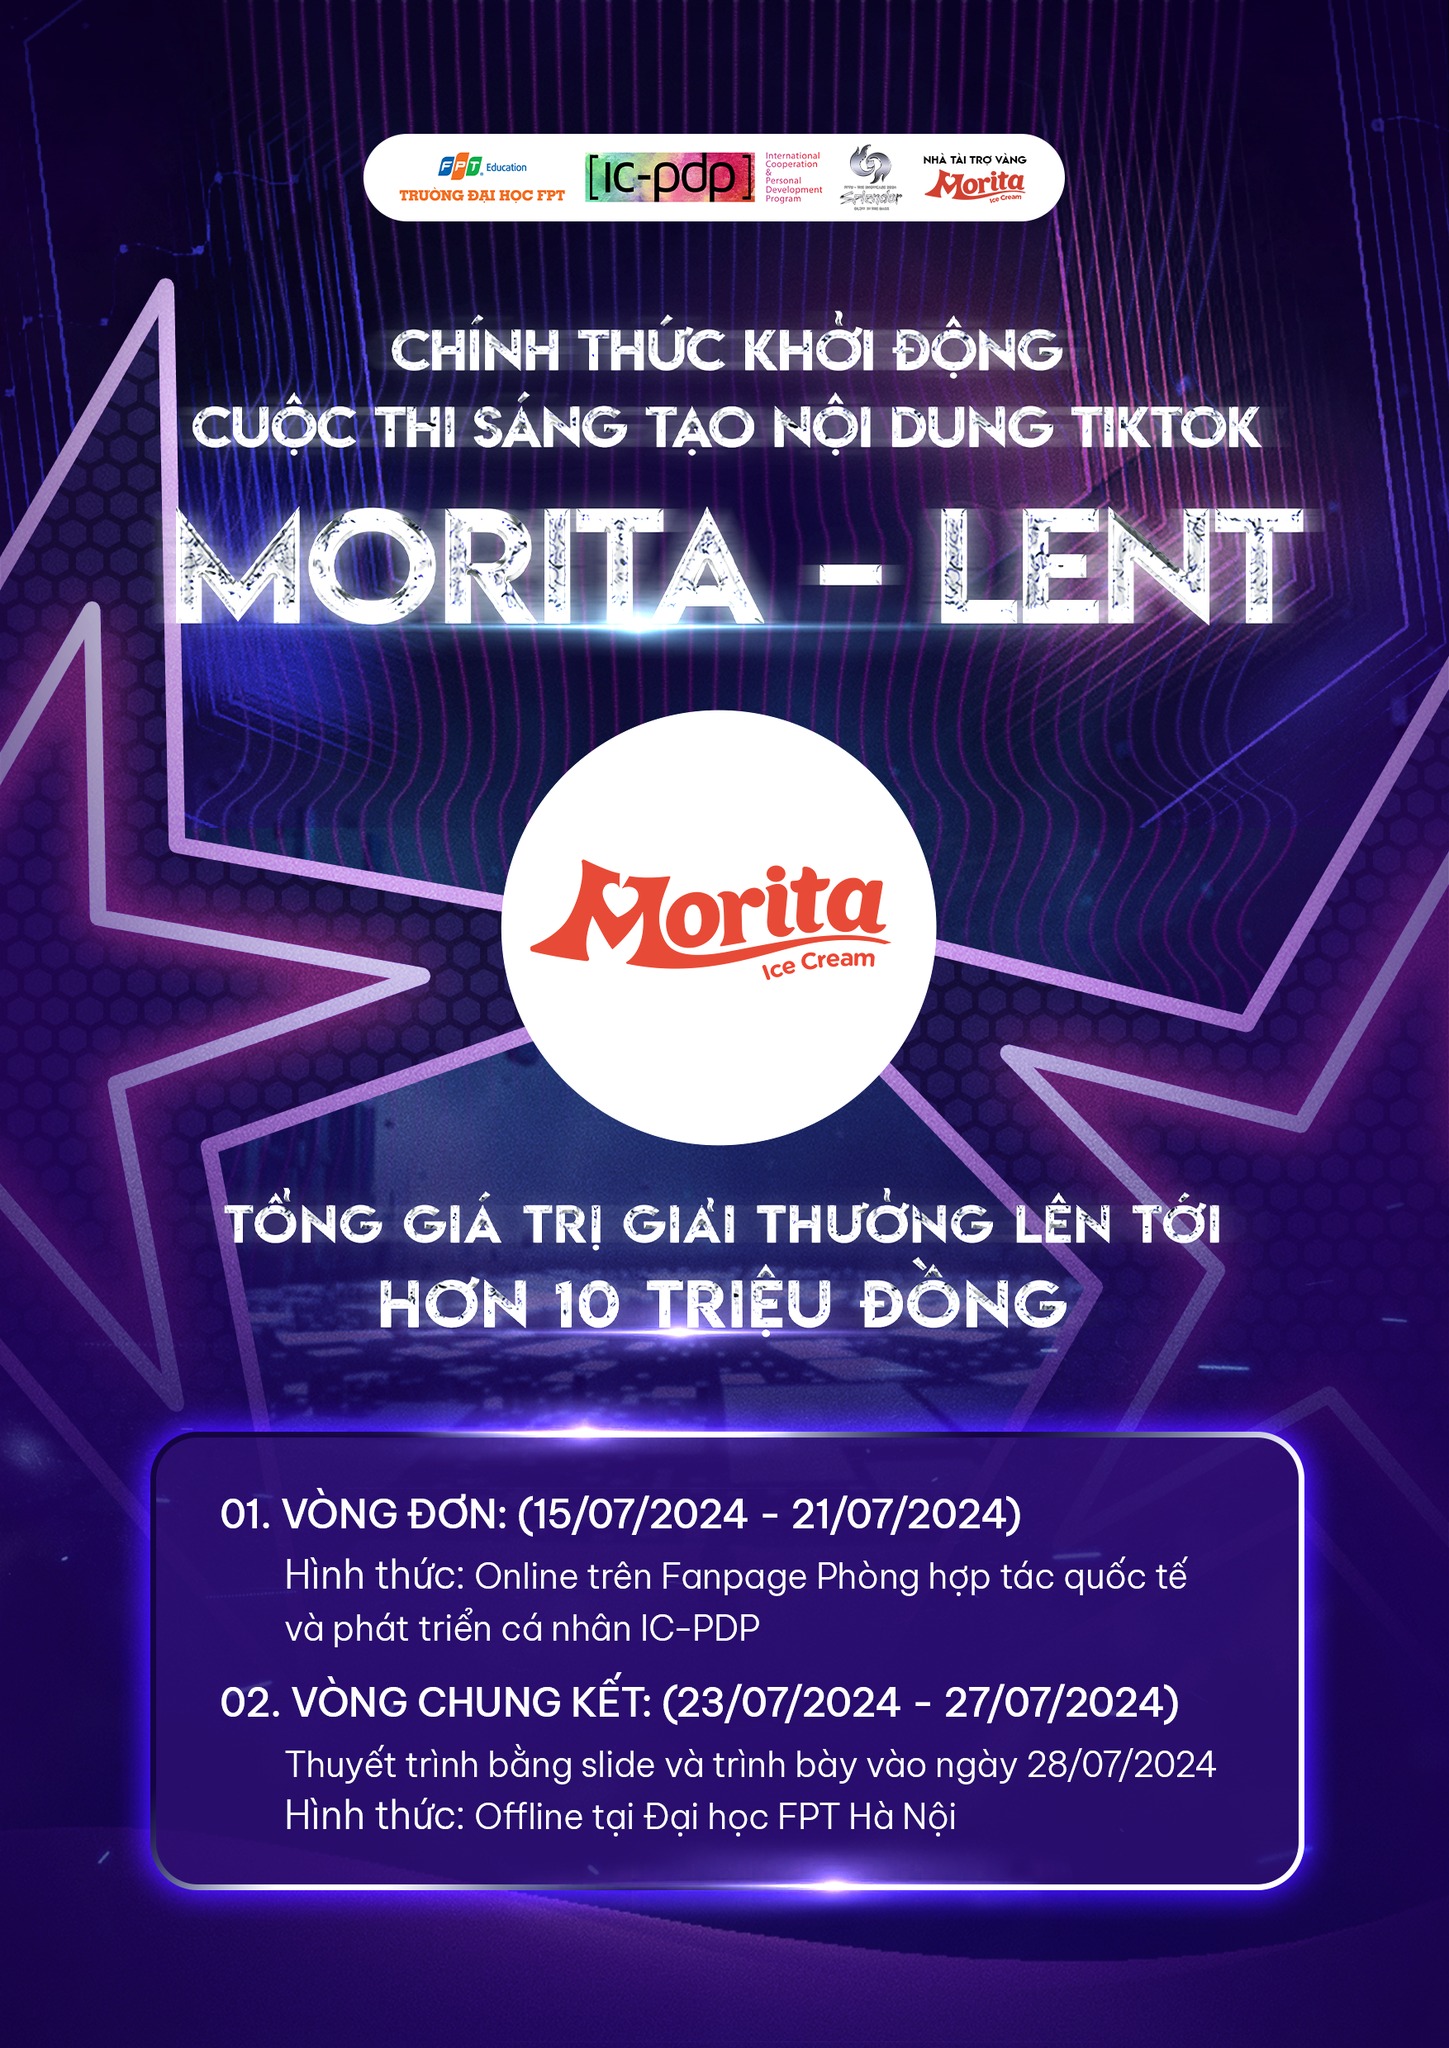 FPT Education
TRƯỜNG ĐẠI HỌC FPT
[ic-pdp]
International
Cooperation
&
Personal
Development
Program
Splendor
NHÀ TÀI TRỢ VÀNG
Morita
Ice Cream
CHÍNH THỨC KHỞI ĐỘNG
CUỘC THI SÁNG TẠO NỘI DUNG TIKTOK
MORITA - LENT
Morita
Ice Cream
TỔNG GIÁ TRỊ GIẢI THƯỞNG LÊN TỚI
HƠN 10 TRIỆU ĐỒNG
01. VÒNG ĐƠN: (15/07/2024 - 21/07/2024)
Hình thức: Online trên Fanpage Phòng hợp tác quốc tế
và phát triển cá nhân IC-PDP
02. VÒNG CHUNG KẾT: (23/07/2024 - 27/07/2024)
Thuyết trình bằng slide và trình bày vào ngày 28/07/2024
Hình thức: Offline tại Đại học FPT Hà Nội